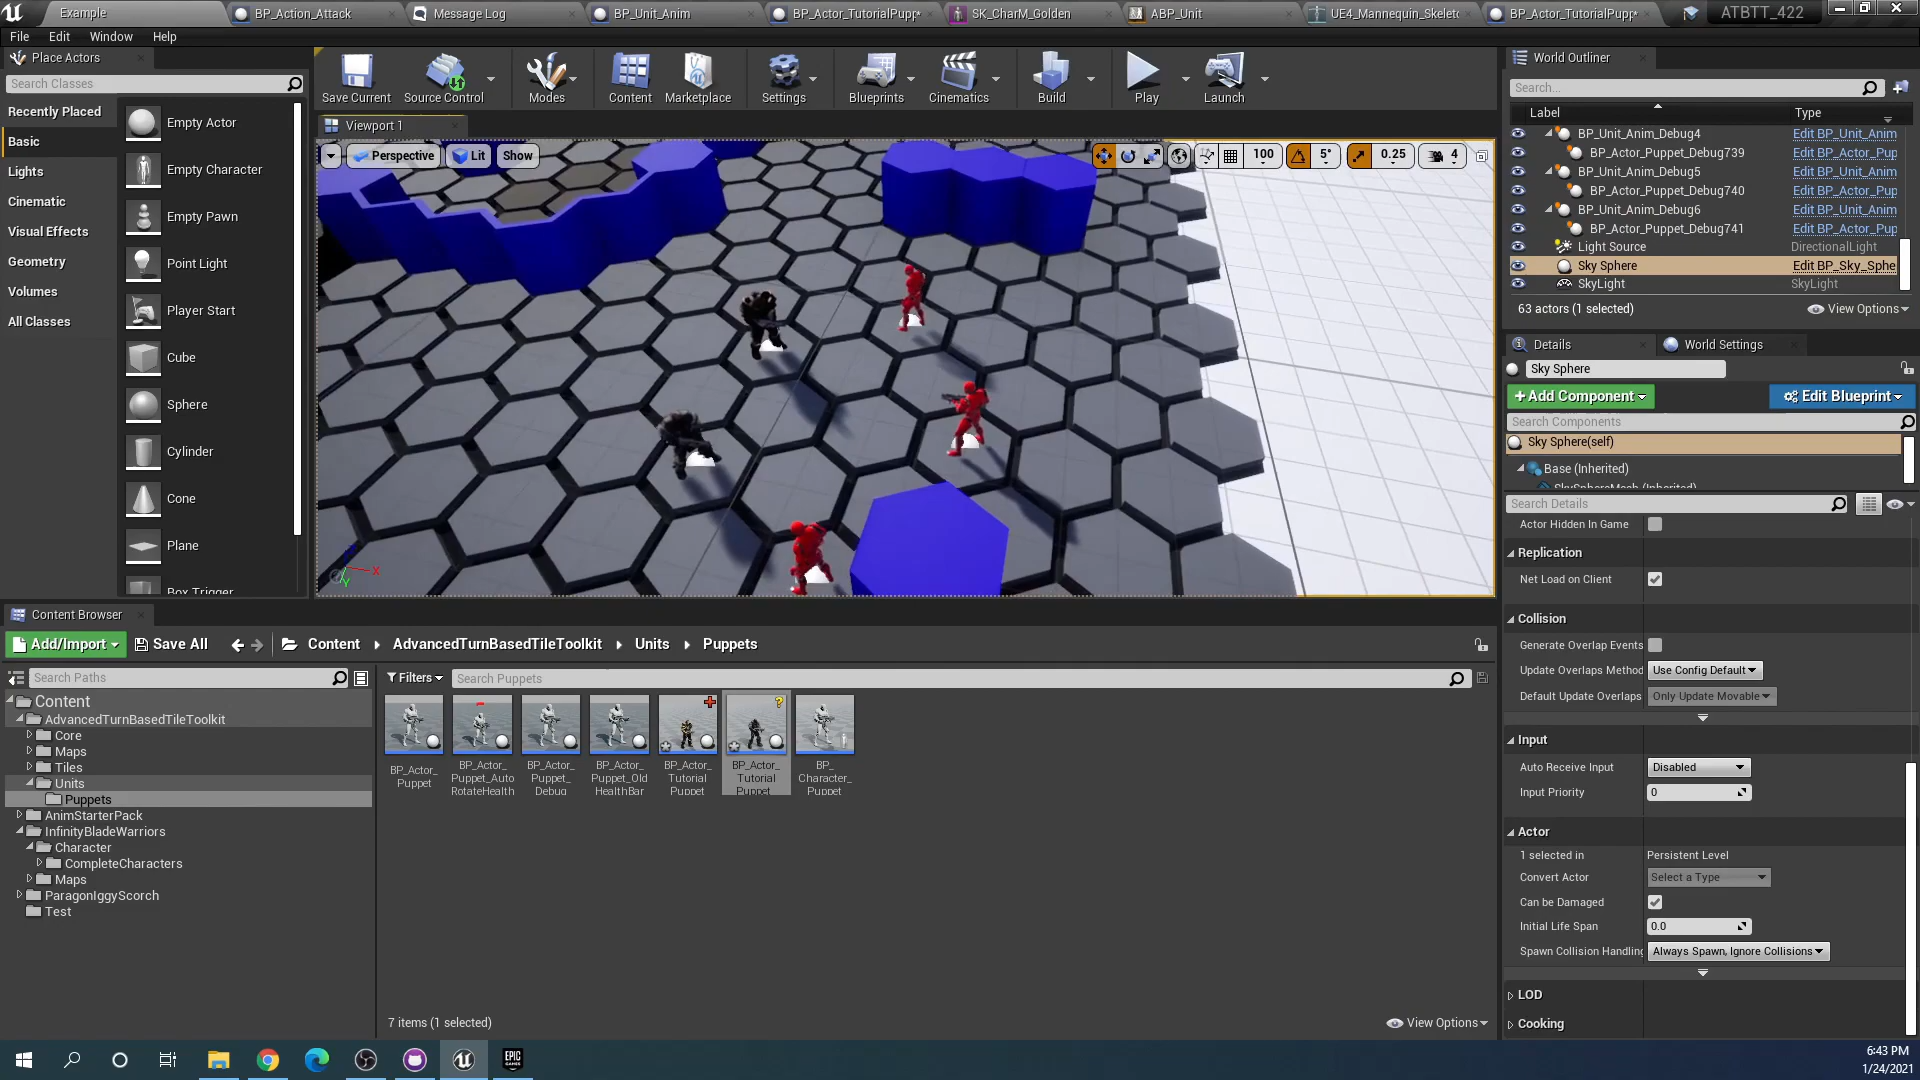 Example
BP_Action_Attack
Message Log
BP_Unit_Anim
BP_Actor_TutorialPupp*
SK_CharM_Golden
ABP_Unit
UE4_Mannequin_Skeletc
BP_Actor_TutorialPupp*
ATBTT_422
File Edit Window Help
Place Actors
Search Classes
Recently Placed
Basic
Lights
Cinematic
Visual Effects
Geometry
Volumes
All Classes
Empty Actor
Empty Character
Empty Pawn
Point Light
Player Start
Cube
Sphere
Cylinder
Cone
Plane
Box Trigger
Save Current
Source Control
Modes
Content
Marketplace
Settings
Blueprints
Cinematics
Build
Play
Launch
Viewport 1
Perspective Lit Show
100 5° 0.25 4
X
Y
World Outliner
Search...
Label Type
BP_Unit_Anim_Debug4 Edit BP_Unit_Anim
BP_Actor_Puppet_Debug739 Edit BP_Actor_Pup
BP_Unit_Anim_Debug5 Edit BP_Unit_Anim
BP_Actor_Puppet_Debug740 Edit BP_Actor_Pup
BP_Unit_Anim_Debug6 Edit BP_Unit_Anim
BP_Actor_Puppet_Debug741 Edit BP_Actor_Pup
Light Source DirectionalLight
Sky Sphere Edit BP_Sky_Sphe
SkyLight SkyLight
63 actors (1 selected) View Options
Details World Settings
Sky Sphere
+Add Component Edit Blueprint
Search Components
Sky Sphere(self)
Base (Inherited)
SkySphereMesh (Inherited)
Search Details
Actor Hidden In Game
Replication
Net Load on Client
Collision
Generate Overlap Events
Update Overlaps Method Use Config Default
Default Update Overlaps Only Update Movable
Input
Auto Receive Input Disabled
Input Priority 0
Actor
1 selected in Persistent Level
Convert Actor Select a Type
Can be Damaged
Initial Life Span 0.0
Spawn Collision Handling Always Spawn, Ignore Collisions
LOD
Cooking
Content Browser
Add/Import Save All Content AdvancedTurnBasedTileToolkit Units Puppets
Search Paths
Filters Search Puppets
Content
AdvancedTurnBasedTileToolkit
Core
Maps
Tiles
Units
Puppets
AnimStarterPack
InfinityBladeWarriors
Character
CompleteCharacters
Maps
ParagonIggyScorch
Test
BP_Actor_
Puppet
BP_Actor_
Puppet_Auto
RotateHealth
BP_Actor_
Puppet_
Debug
BP_Actor_
Puppet_Old
HealthBar
BP_Actor_
Tutorial
Puppet
BP_Actor_
Tutorial
Puppet
BP_
Character_
Puppet
7 items (1 selected) View Options
EPIC
GAMES
6:43 PM
1/24/2021